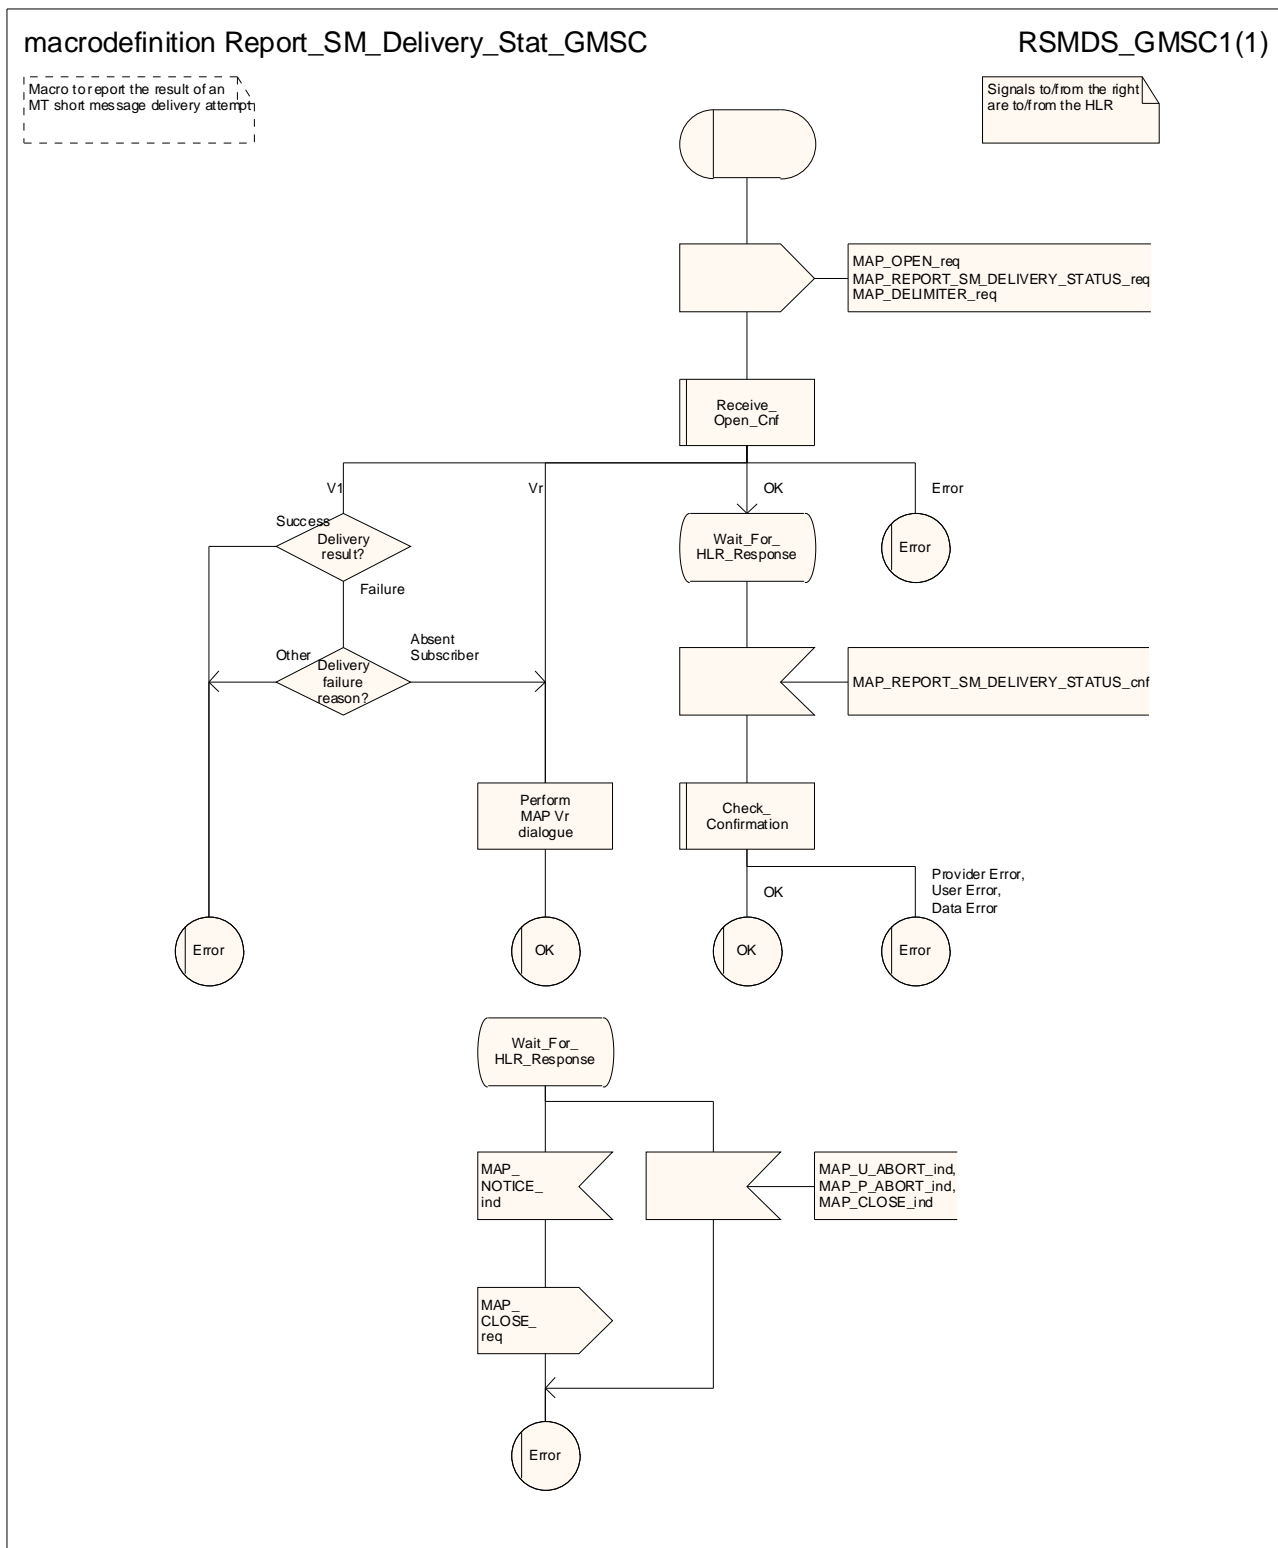 macrodefinition Report_SM_Delivery_Stat_GMSC
RSMDS_GMSC1(1)
Macro to report the result of an
MT short message delivery attempt
Signals to/from the right
are to/from the HLR
MAP_OPEN_req
MAP_REPORT_SM_DELIVERY_STATUS_req
MAP_DELIMITER_req
Receive_
Open_Cnf
V1
Vr
OK
Error
Success
Delivery
result?
Wait_For_
HLR_Response
Error
Failure
Other
Absent
Subscriber
Delivery
failure
reason?
MAP_REPORT_SM_DELIVERY_STATUS_cnf
Perform
MAP Vr
dialogue
Check_
Confirmation
OK
Provider Error,
User Error,
Data Error
Error
OK
OK
Error
Wait_For_
HLR_Response
MAP_
NOTICE_
ind
MAP_U_ABORT_ind,
MAP_P_ABORT_ind,
MAP_CLOSE_ind
MAP_
CLOSE_
req
Error